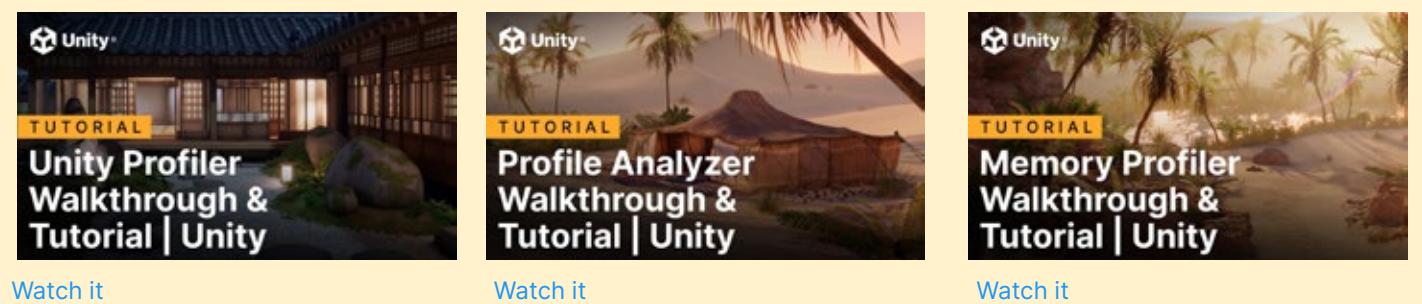 Unity®
TUTORIAL
Unity Profiler
Walkthrough &
Tutorial | Unity
Watch it
Unity®
TUTORIAL
Profile Analyzer
Walkthrough &
Tutorial | Unity
Watch it
Unity®
TUTORIAL
Memory Profiler
Walkthrough &
Tutorial | Unity
Watch it